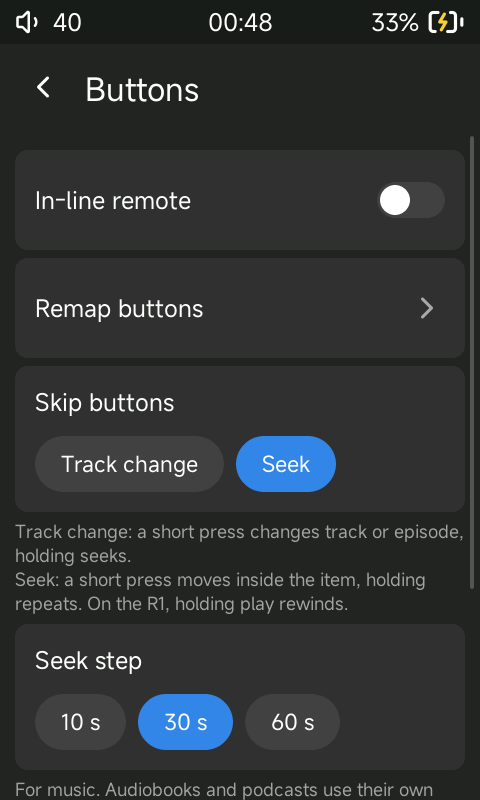 40 00:48 33%
Buttons
In-line remote
Remap buttons
Skip buttons
Track change Seek
Track change: a short press changes track or episode,
holding seeks.
Seek: a short press moves inside the item, holding
repeats. On the R1, holding play rewinds.
Seek step
10 s 30 s 60 s
For music. Audiobooks and podcasts use their own